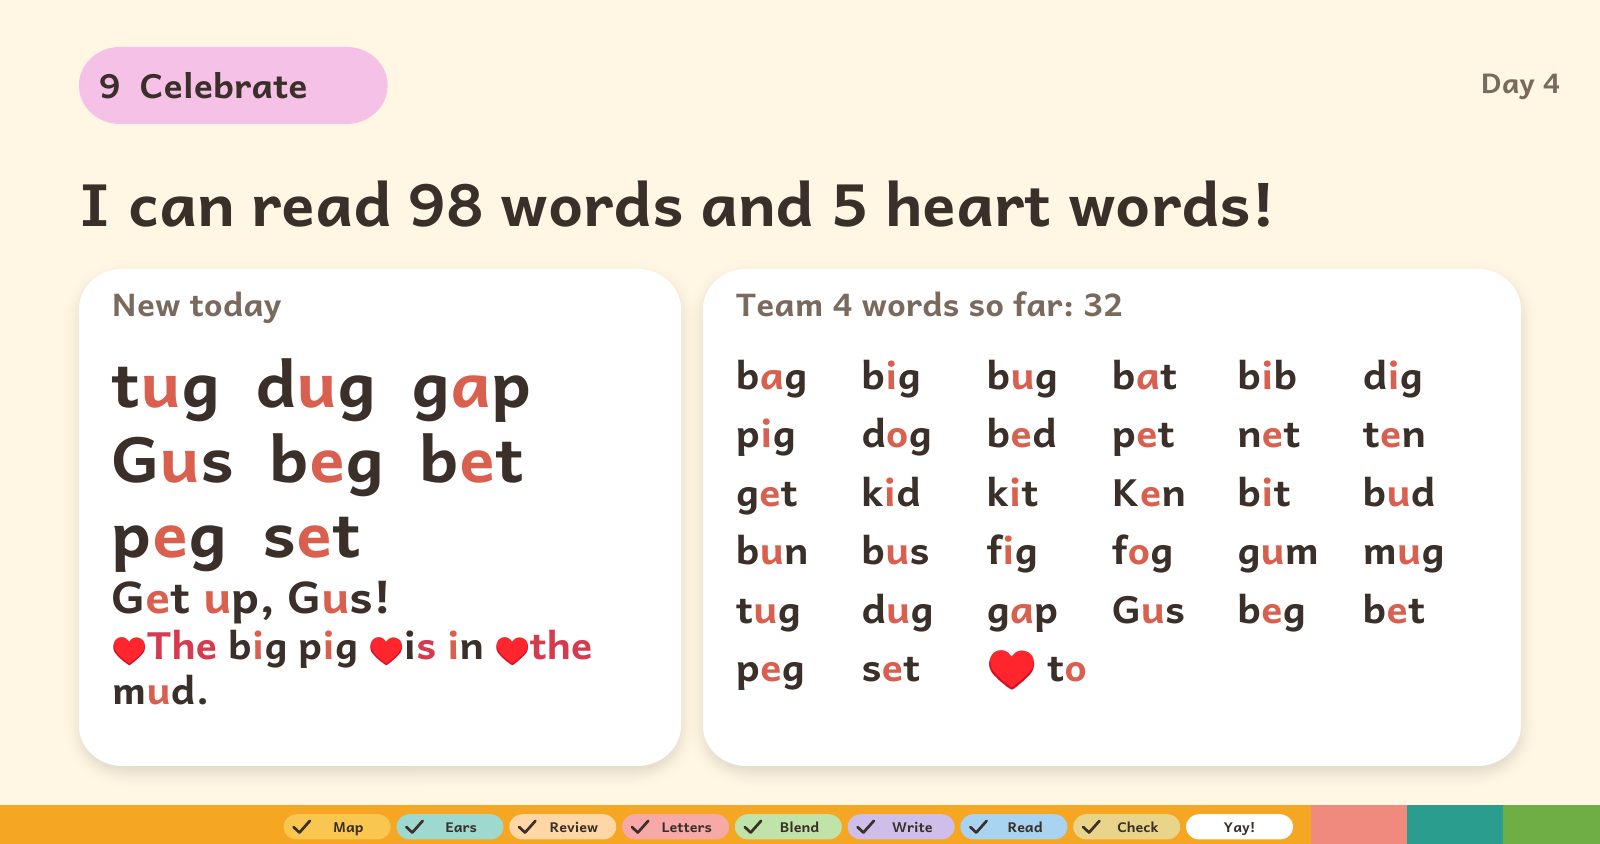 9 Celebrate
Day 4
I can read 98 words and 5 heart words!
New today
tug dug gap
Gus beg bet
peg set
Get up, Gus!
❤️The big pig ❤️is in ❤️the
mud.
Team 4 words so far: 32
bag big bug bat bib dig
pig dog bed pet net ten
get kid kit Ken bit bud
bun bus fig fog gum mug
tug dug gap Gus beg bet
peg set ❤️ to
Map Ears Review Letters Blend Write Read Check Yay!